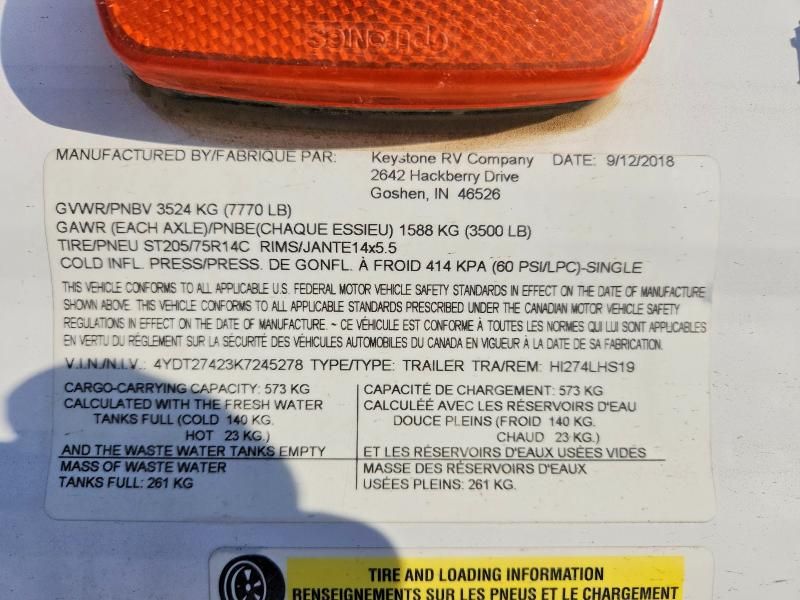 OPTRONICS
MANUFACTURED BY/FABRIQUE PAR: Keystone RV Company DATE: 9/12/2018
2642 Hackberry Drive
Goshen, IN 46526
GVWR/PNBV 3524 KG (7770 LB)
GAWR (EACH AXLE)/PNBE(CHAQUE ESSIEU) 1588 KG (3500 LB)
TIRE/PNEU ST205/75R14C RIMS/JANTE14x5.5
COLD INFL. PRESS/PRESS. DE GONFL. À FROID 414 KPA (60 PSI/LPC)-SINGLE
THIS VEHICLE CONFORMS TO ALL APPLICABLE U.S. FEDERAL MOTOR VEHICLE SAFETY STANDARDS IN EFFECT ON THE DATE OF MANUFACTURE
SHOWN ABOVE. THIS VEHICLE CONFORMS TO ALL APPLICABLE STANDARDS PRESCRIBED UNDER THE CANADIAN MOTOR VEHICLE SAFETY
REGULATIONS IN EFFECT ON THE DATE OF MANUFACTURE. ~ CE VÉHICULE EST CONFORME À TOUTES LES NORMES QUI LUI SONT APPLICABLES
EN VERTU DU RÈGLEMENT SUR LA SÉCURITÉ DES VÉHICULES AUTOMOBILES DU CANADA EN VIGUEUR À LA DATE DE SA FABRICATION.
V.I.N./N.I.V.: 4YDT27423K7245278 TYPE/TYPE: TRAILER TRA/REM: HI274LHS19
CARGO-CARRYING CAPACITY: 573 KG
CALCULATED WITH THE FRESH WATER
TANKS FULL (COLD 140 KG.
HOT 23 KG.)
AND THE WASTE WATER TANKS EMPTY
MASS OF WASTE WATER
TANKS FULL: 261 KG
CAPACITÉ DE CHARGEMENT: 573 KG
CALCULÉE AVEC LES RÉSERVOIRS D'EAU
DOUCE PLEINS (FROID 140 KG.
CHAUD 23 KG.)
ET LES RÉSERVOIRS D'EAUX USÉES VIDES
MASSE DES RÉSERVOIRS D'EAUX
USÉES PLEINS: 261 KG.
TIRE AND LOADING INFORMATION
RENSEIGNEMENTS SUR LES PNEUS ET LE CHARGEMENT